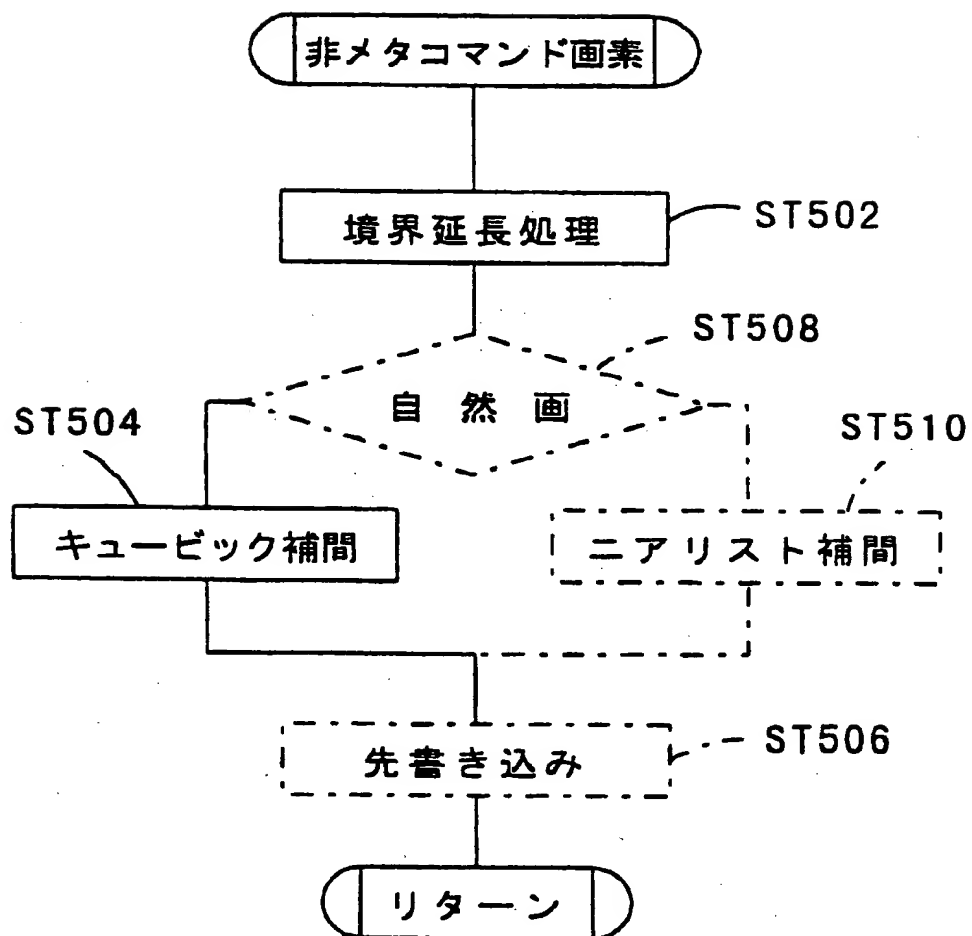 非メタコマンド画素
境界延長処理
ST502
ST508
自然画
ST504
ST510
キュービック補間
ニアリスト補間
先書き込み
ST506
リターン